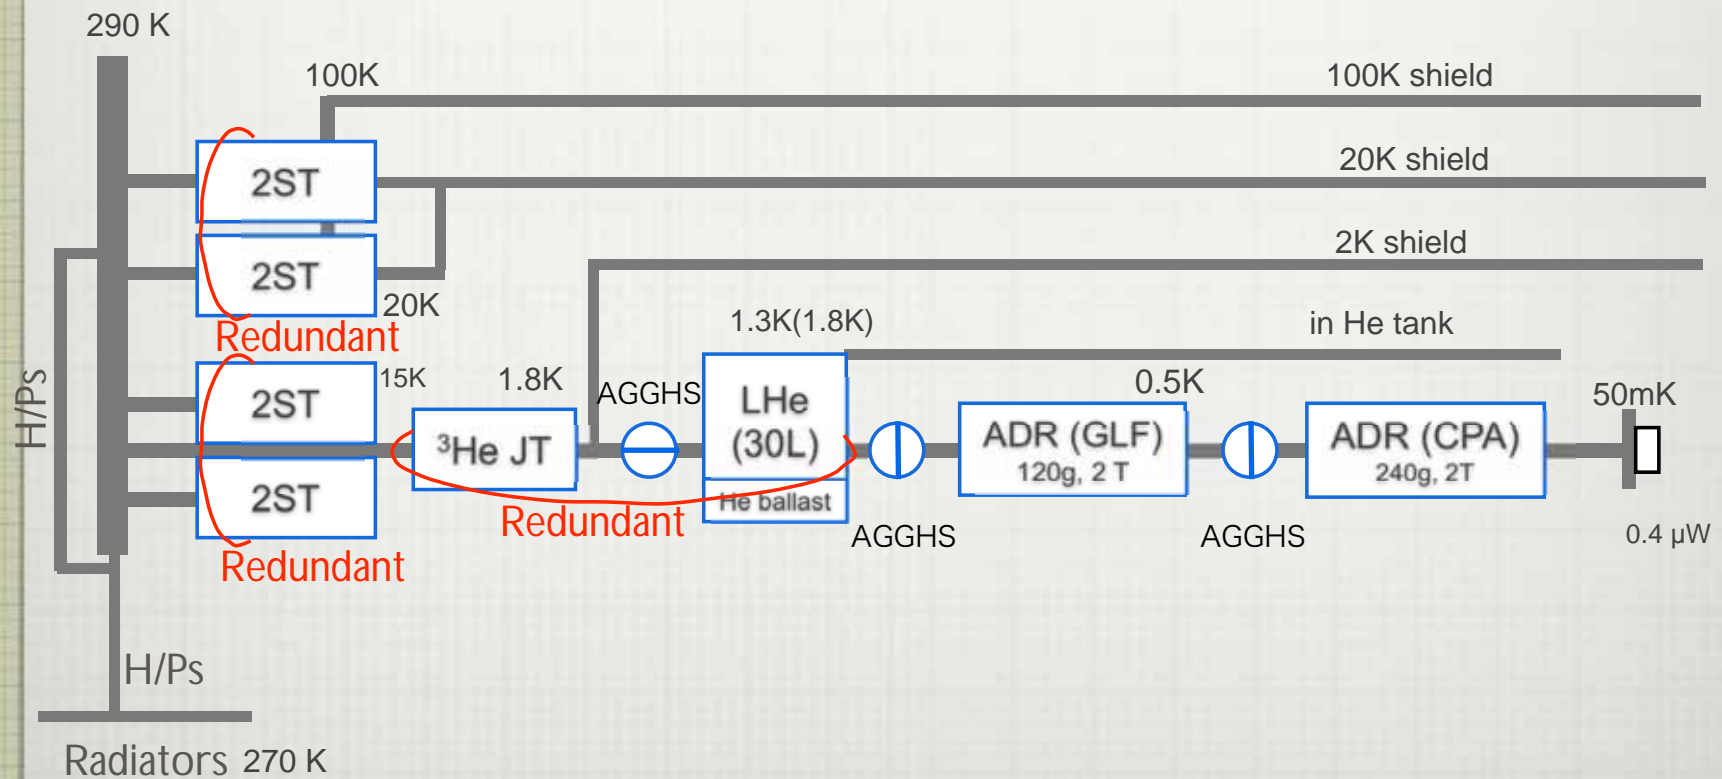 290 K
100K
100K shield
2ST
20K shield
2ST
20K
2K shield
Redundant
1.3K(1.8K)
in He tank
H/Ps
2ST
15K
1.8K
AGGHS
LHe
(30L)
He ballast
0.5K
50mK
³He JT
ADR (GLF)
120g, 2 T
ADR (CPA)
240g, 2T
2ST
Redundant
Redundant
AGGHS
AGGHS
0.4 µW
H/Ps
Radiators 270 K